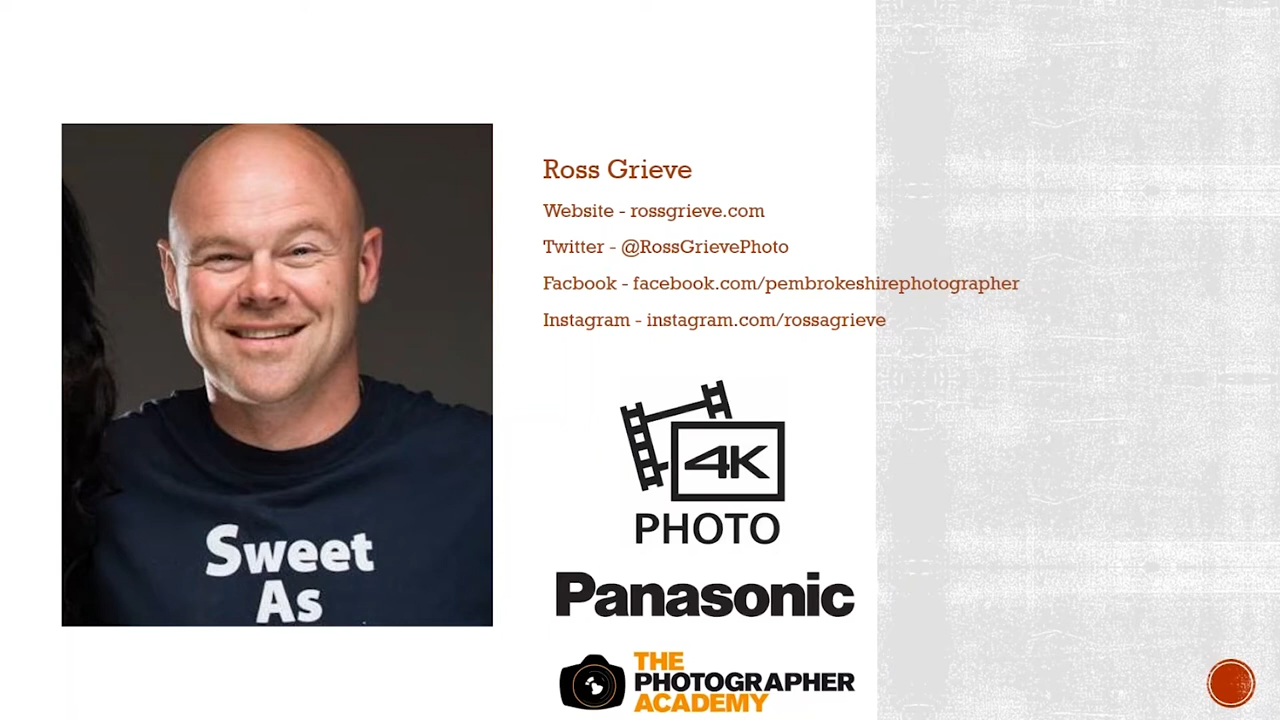 Ross Grieve
Website - rossgrieve.com
Twitter - @RossGrievePhoto
Facbook - facebook.com/pembrokeshirephotographer
Instagram - instagram.com/rossagrieve
Sweet
As
4K
PHOTO
Panasonic
THE
PHOTOGRAPHER
ACADEMY